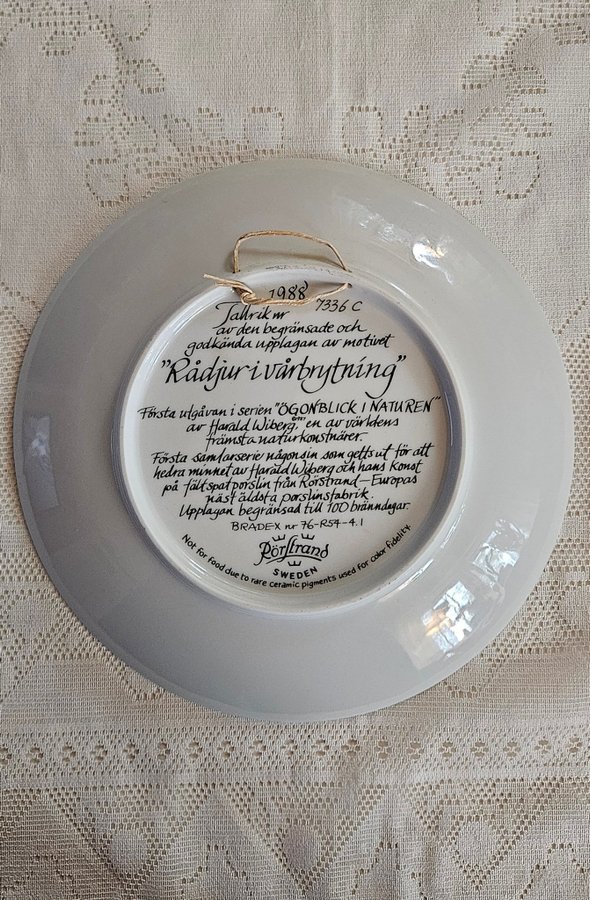 1988
Tallrik nr 7336 C
av den begränsade och
godkända upplagan av motivet
"Rådjur i vårbrytning"
Första utgåvan i serien "ÖGONBLICK I NATUREN"
av Harald Wiberg, en av världens
främsta naturkonstnärer.
Första samlarserie någonsin som getts ut för att
hedra minnet av Harald Wiberg och hans konst
på fältspatporslin från Rörstrand – Europas
näst äldsta porslinsfabrik.
Upplagan begränsad till 100 bränndagar.
BRADEX nr 76-R54-4.1
Rörstrand
SWEDEN
Not for food due to rare ceramic pigments used for color fidelity.